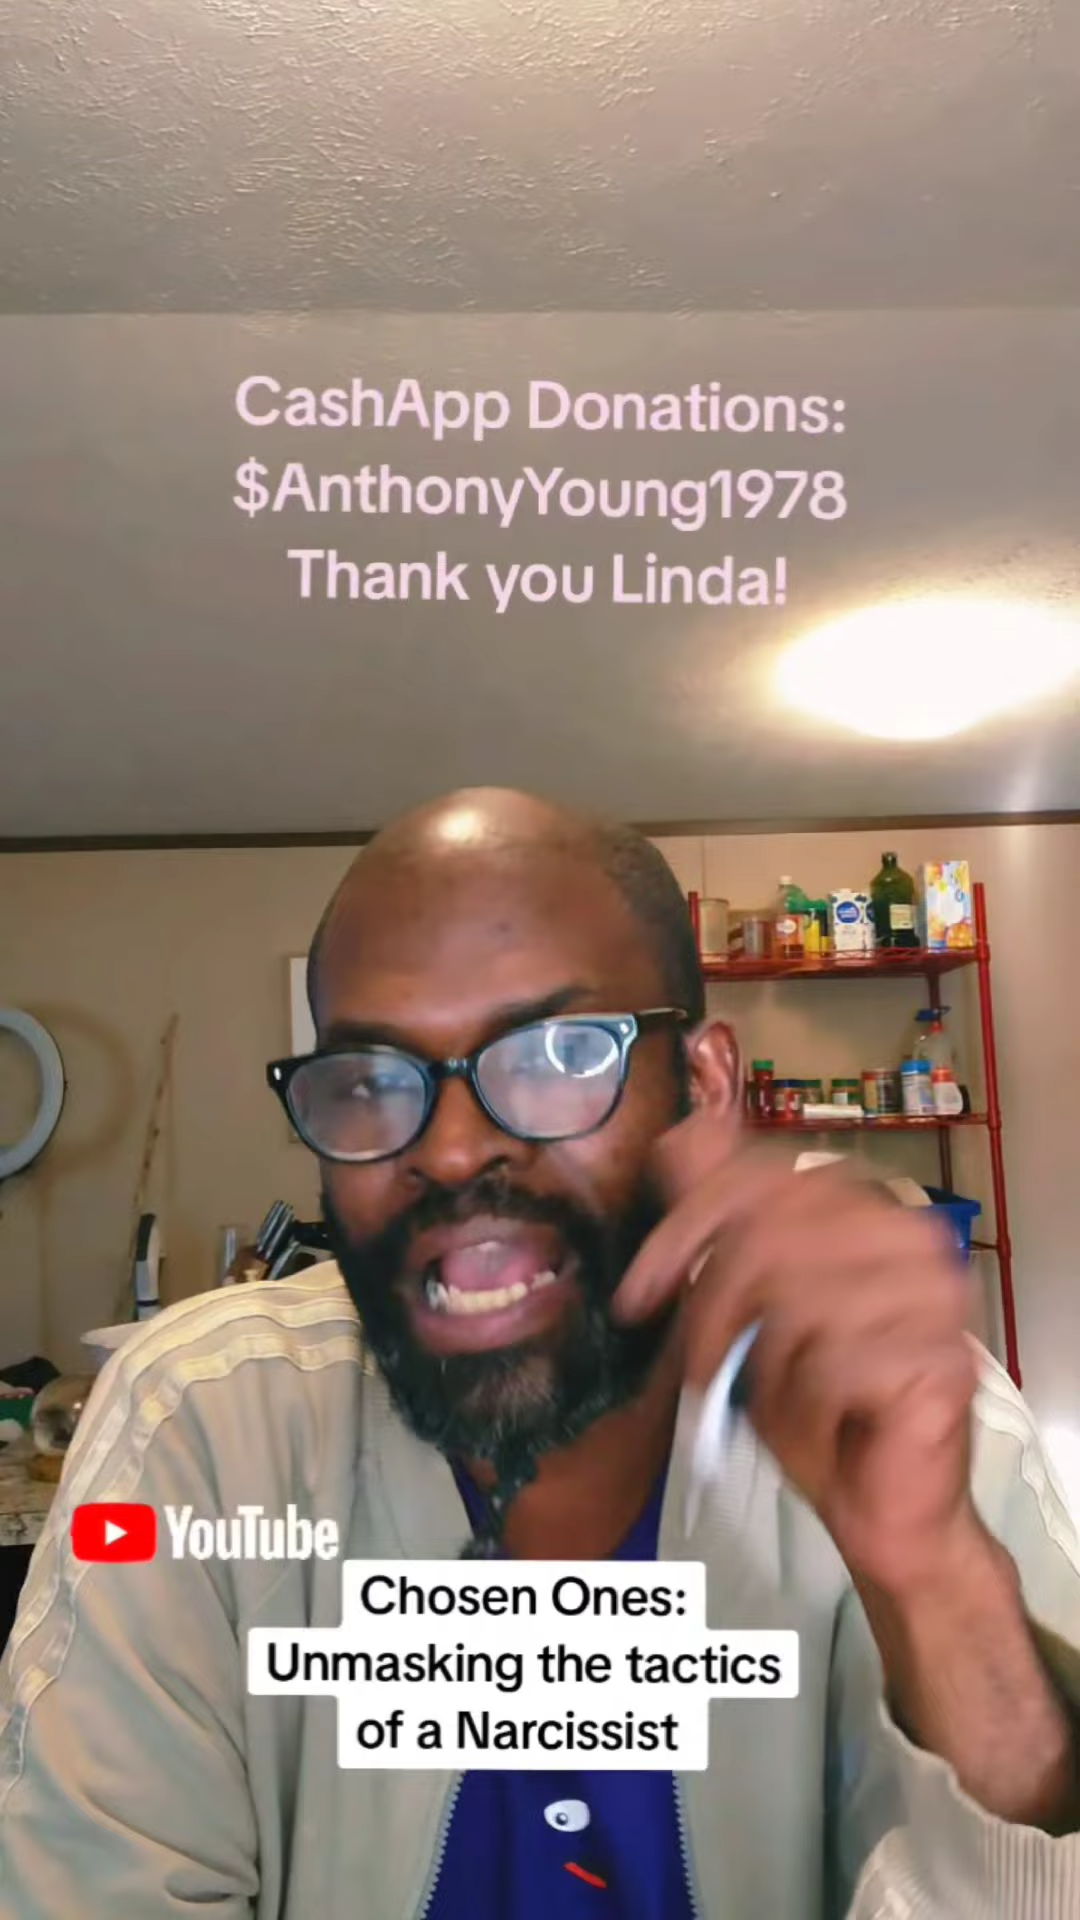 CashApp Donations:
$AnthonyYoung1978
Thank you Linda!
YouTube
Chosen Ones:
Unmasking the tactics
of a Narcissist